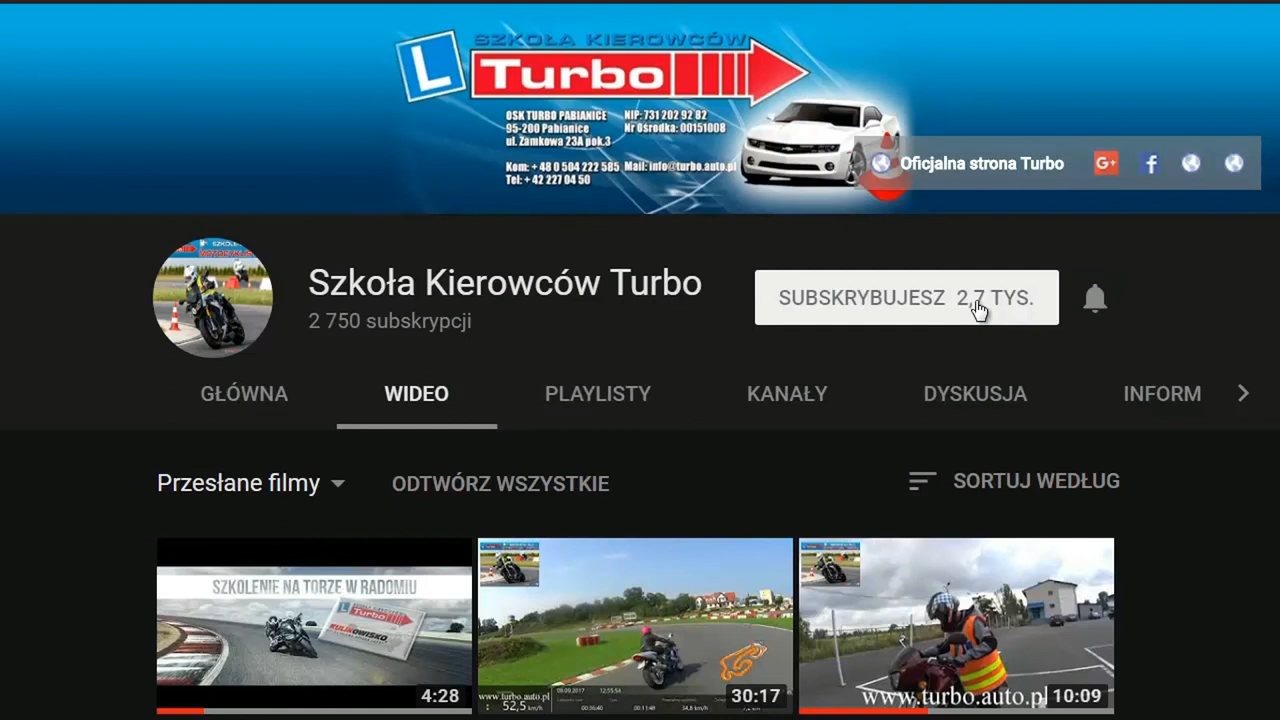 L
SZKOŁA KIEROWCÓW
Turbo
OSK TURBO PABIANICE
95-200 Pabianice
ul. Zamkowa 23A pok.3
NIP: 731 202 92 82
Nr Ośrodka: 00151008
Kom: + 48 0 504 222 585
Tel: + 42 227 04 50
Mail: info@turbo.auto.pl
Oficjalna strona Turbo
G+
f
Szkoła Kierowców Turbo
2 750 subskrypcji
SUBSKRYBUJESZ 2,7 TYS.
GŁÓWNA
WIDEO
PLAYLISTY
KANAŁY
DYSKUSJA
INFORM
Przesłane filmy
ODTWÓRZ WSZYSTKIE
SORTUJ WEDŁUG
SZKOLENIE NA TORZE W RADOMIU
L
Turbo
KULIKOWISKO
4:28
www.turbo.auto.pl
52,5 km/h
30:17
www.turbo.auto.pl
10:09